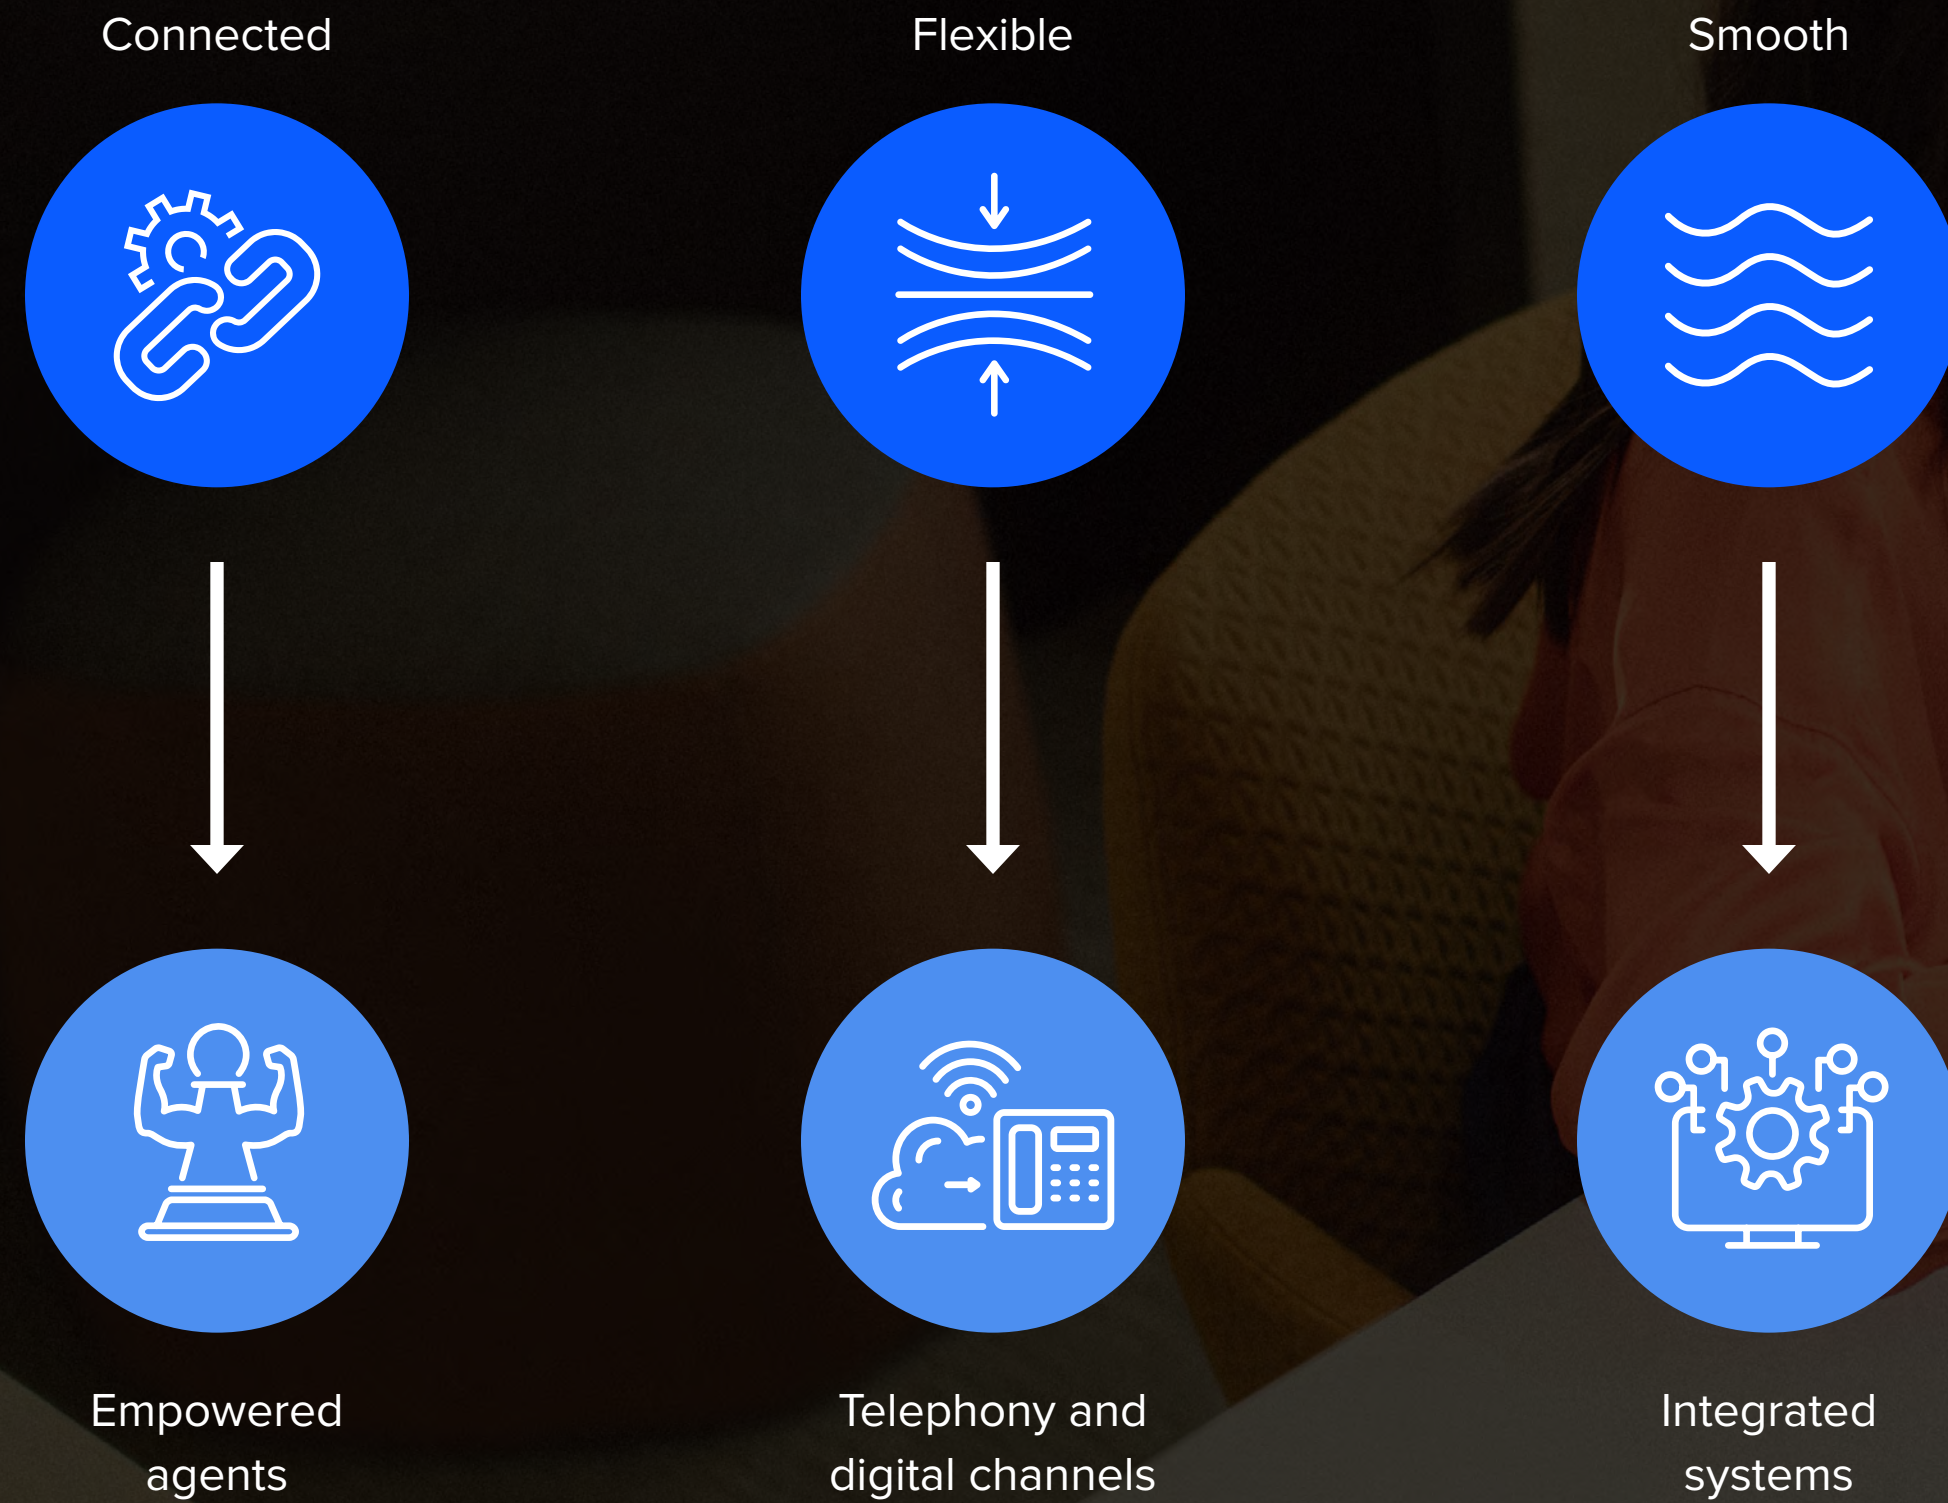 Connected
Flexible
Smooth
Empowered
agents
Telephony and
digital channels
Integrated
systems